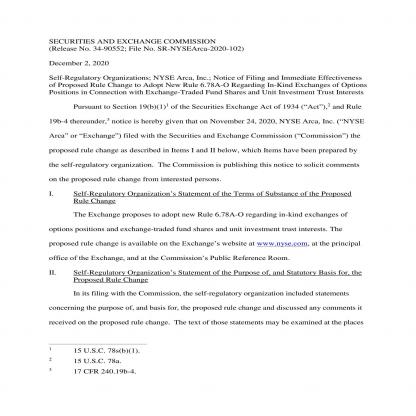 SECURITIES AND EXCHANGE COMMISSION
(Release No. 34-90552; File No. SR-NYSEArca-2020-102)
December 2, 2020
Self-Regulatory Organizations; NYSE Arca, Inc.; Notice of Filing and Immediate Effectiveness
of Proposed Rule Change to Adopt New Rule 6.78A-O Regarding In-Kind Exchanges of Options
Positions in Connection with Exchange-Traded Fund Shares and Unit Investment Trust Interests
Pursuant to Section 19(b)(1)1 of the Securities Exchange Act of 1934 (“Act”),2 and Rule
19b-4 thereunder,3 notice is hereby given that on November 24, 2020, NYSE Arca, Inc. (“NYSE
Arca” or “Exchange”) filed with the Securities and Exchange Commission (“Commission”) the
proposed rule change as described in Items I and II below, which Items have been prepared by
the self-regulatory organization. The Commission is publishing this notice to solicit comments
on the proposed rule change from interested persons.
I. Self-Regulatory Organization’s Statement of the Terms of Substance of the Proposed
Rule Change
The Exchange proposes to adopt new Rule 6.78A-O regarding in-kind exchanges of
options positions and exchange-traded fund shares and unit investment trust interests. The
proposed rule change is available on the Exchange’s website at www.nyse.com, at the principal
office of the Exchange, and at the Commission’s Public Reference Room.
II. Self-Regulatory Organization’s Statement of the Purpose of, and Statutory Basis for, the
Proposed Rule Change
In its filing with the Commission, the self-regulatory organization included statements
concerning the purpose of, and basis for, the proposed rule change and discussed any comments it
received on the proposed rule change. The text of those statements may be examined at the places
1 15 U.S.C. 78s(b)(1).
2 15 U.S.C. 78a.
3 17 CFR 240.19b-4.